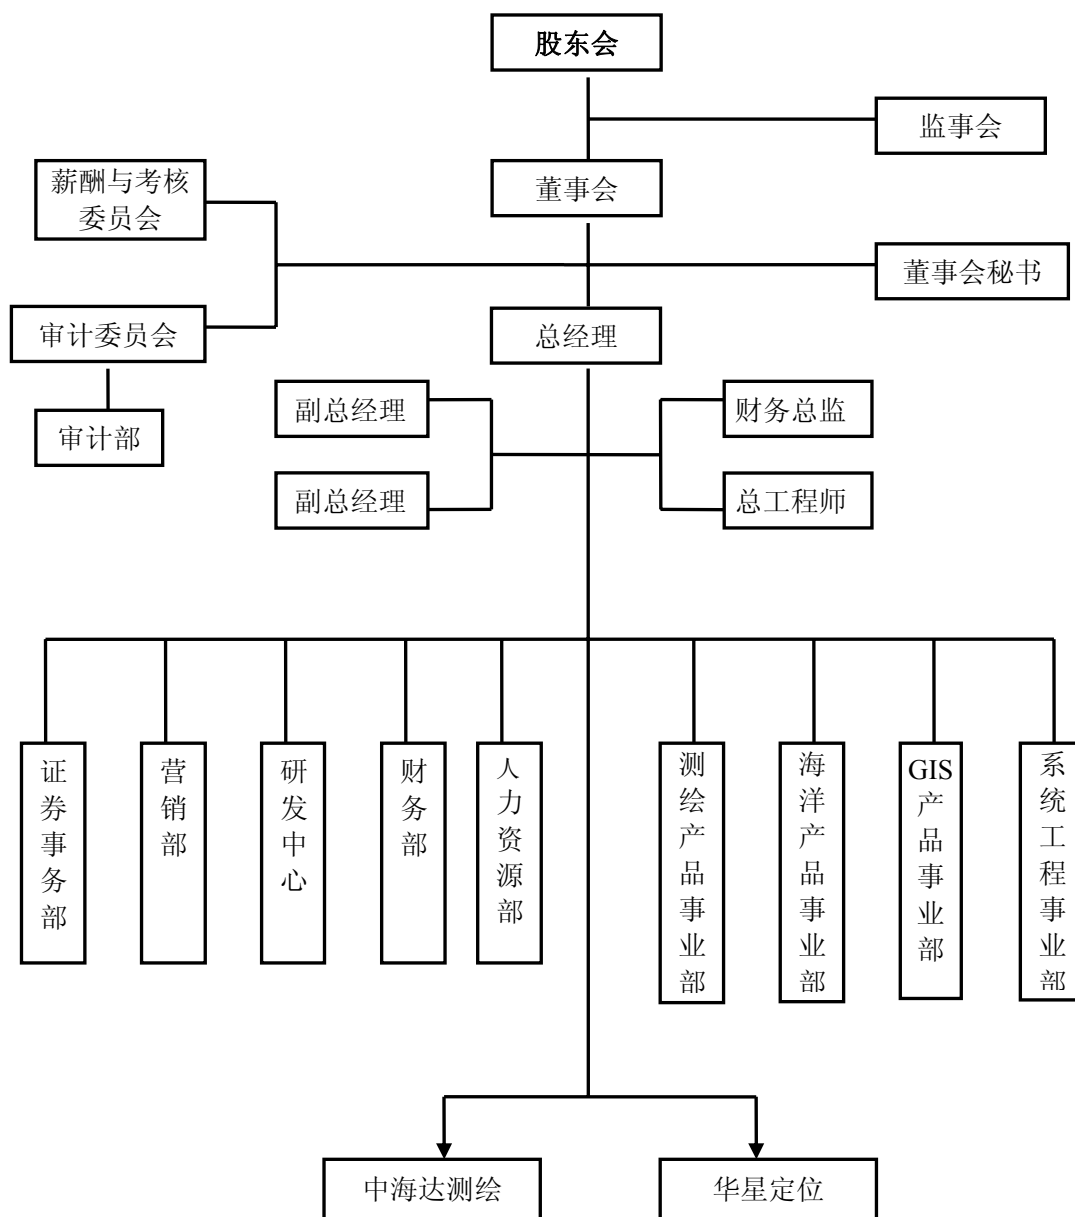 股东会
监事会
薪酬与考核
委员会
董事会
董事会秘书
审计委员会
总经理
副总经理
财务总监
审计部
副总经理
总工程师
证券事务部
营销部
研发中心
财务部
人力资源部
测绘产品事业部
海洋产品事业部
GIS产品事业部
系统工程事业部
中海达测绘
华星定位